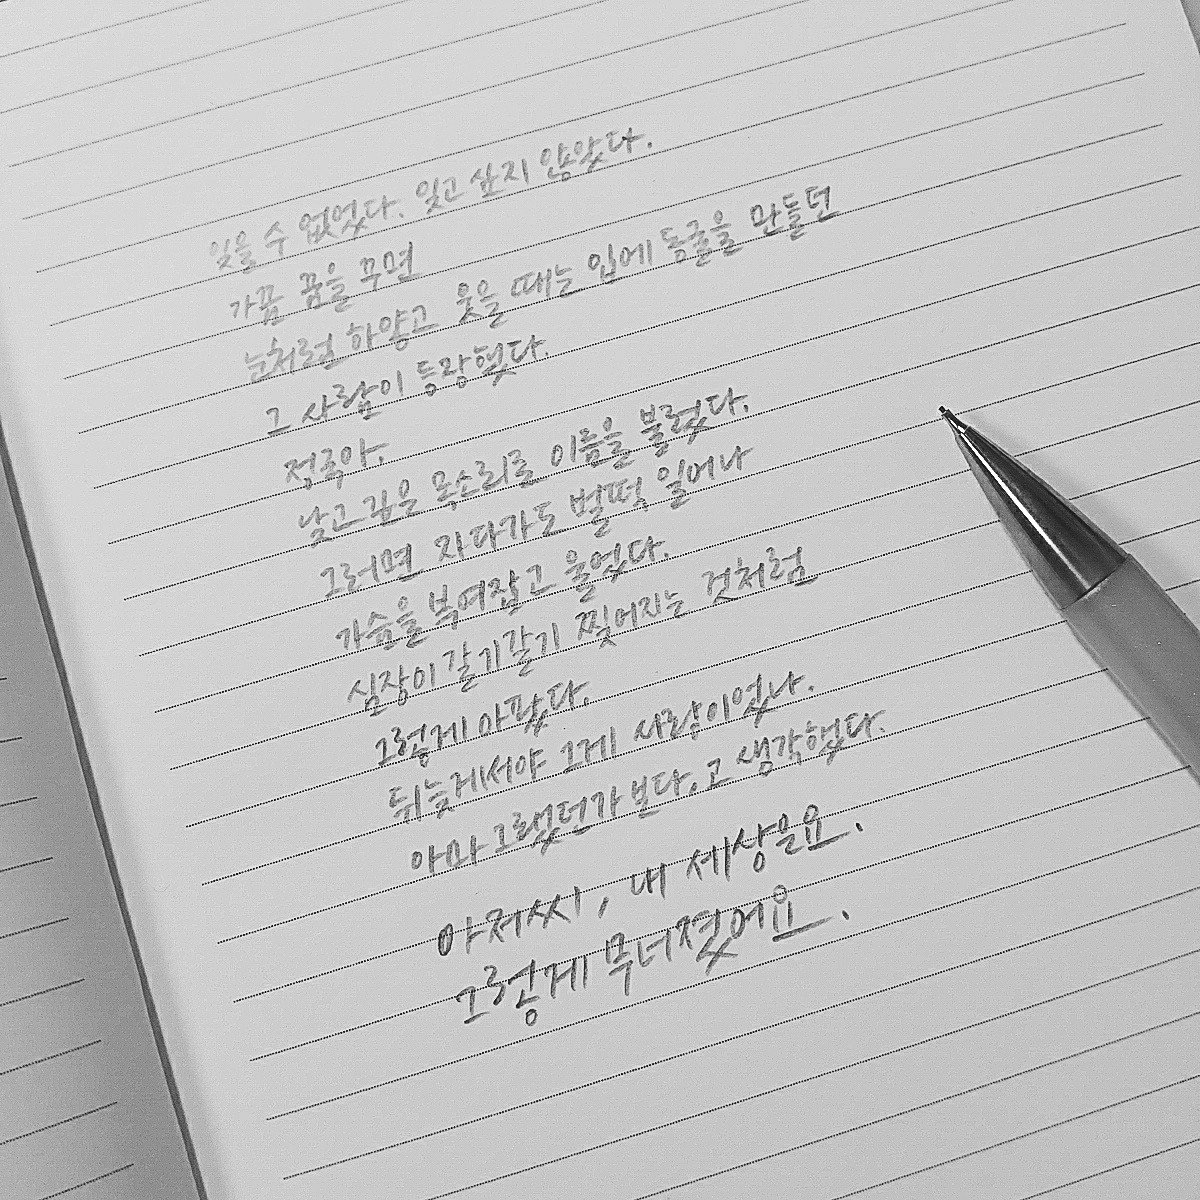 잊을 수 없었다. 잊고 싶지 않았다.
가끔 꿈을 꾸면
눈처럼 하얗고 웃을 때는 입에 동굴을 만들던
그 사람이 등장했다.
정국아.
낮고 깊은 목소리로 이름을 불렀다.
그러면 자다가도 벌떡 일어나
가슴을 부여잡고 울었다.
심장이 갈기갈기 찢어지는 것처럼
그렇게 아팠다.
뒤늦게서야 그게 사랑이었나.
아마 그랬던가 보다, 고 생각했다.
아저씨, 내 세상은요.
그렇게 무너졌어요.